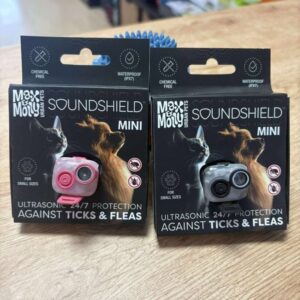 CHEMICAL
FREE
WATERPROOF
(IPX7)
Max
&
Molly
URBAN PETS
SOUNDSHIELD
MINI
FOR
SMALL SIZES
ULTRASONIC 24/7 PROTECTION
AGAINST TICKS & FLEAS
CHEMICAL
FREE
WATERPROOF
(IPX7)
Max
&
Molly
URBAN PETS
SOUNDSHIELD
MINI
FOR
SMALL SIZES
ULTRASONIC 24/7 PROTECTION
AGAINST TICKS & FLEAS